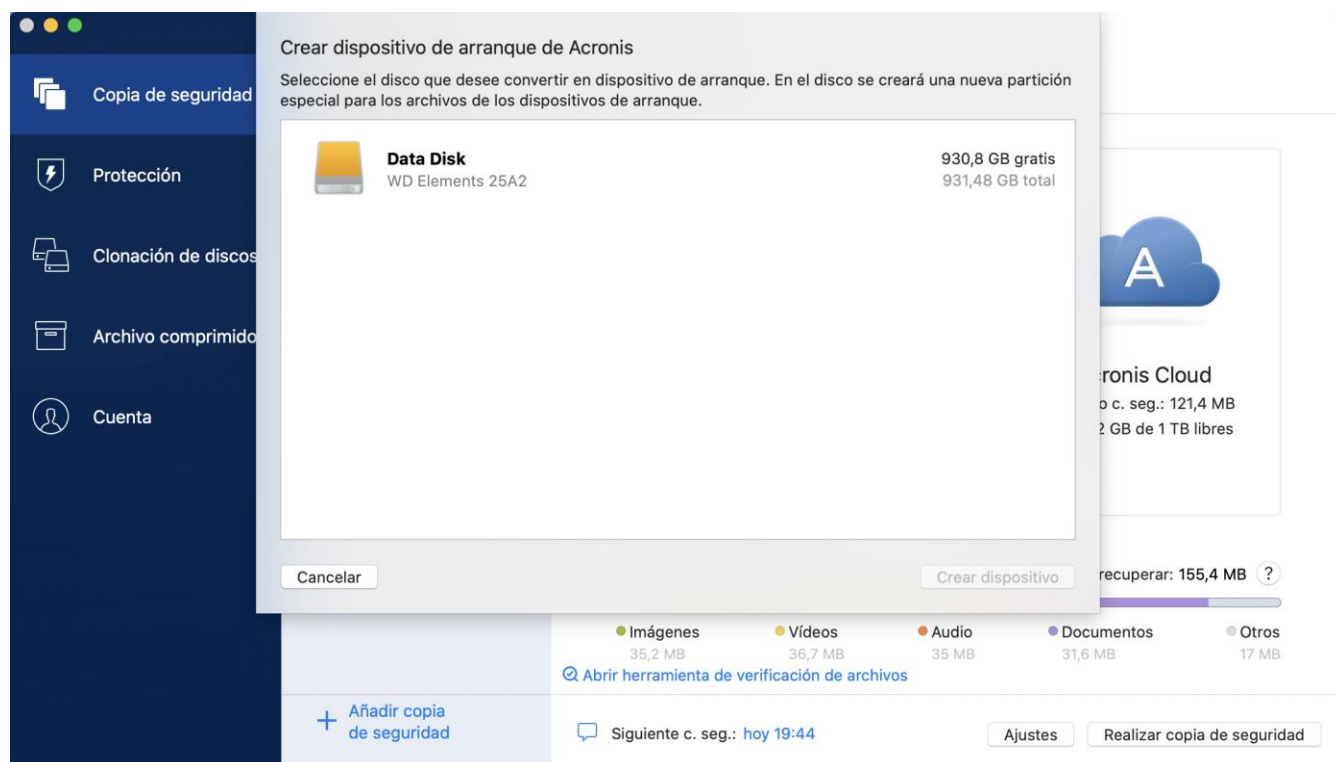 Crear dispositivo de arranque de Acronis
Seleccione el disco que desee convertir en dispositivo de arranque. En el disco se creará una nueva partición
especial para los archivos de los dispositivos de arranque.
Copia de seguridad
Protección
Clonación de discos
Archivo comprimido
Cuenta
Data Disk
WD Elements 25A2
930,8 GB gratis
931,48 GB total
Cancelar
Crear dispositivo
A
ronis Cloud
o c. seg.: 121,4 MB
2 GB de 1 TB libres
recuperar: 155,4 MB ?
Imágenes
35,2 MB
Vídeos
36,7 MB
Audio
35 MB
Documentos
31,6 MB
Otros
17 MB
Abrir herramienta de verificación de archivos
Añadir copia
de seguridad
Siguiente c. seg.: hoy 19:44
Ajustes
Realizar copia de seguridad